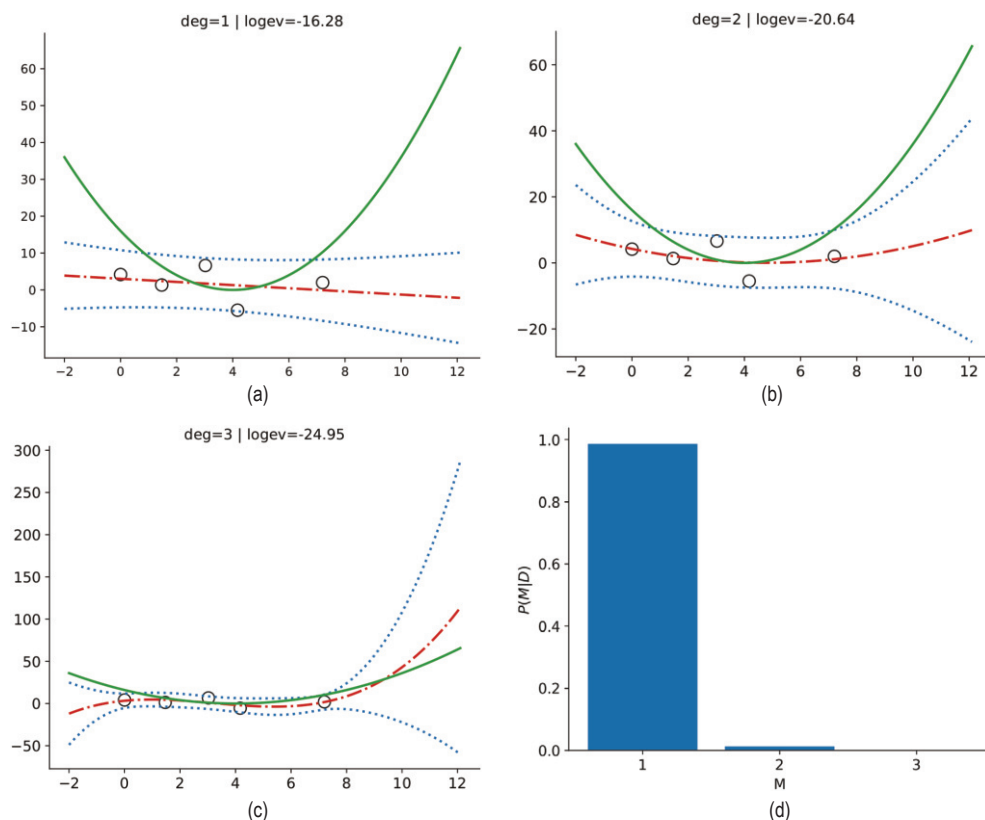 deg=1 | logev=-16.28
60
50
40
30
20
10
0
−10
−2 0 2 4 6 8 10 12
(a)
deg=2 | logev=-20.64
60
40
20
0
−20
−2 0 2 4 6 8 10 12
(b)
deg=3 | logev=-24.95
300
250
200
150
100
50
0
−50
−2 0 2 4 6 8 10 12
(c)
1.0
0.8
0.6
0.4
0.2
0.0
P(M|D)
1 2 3
M
(d)